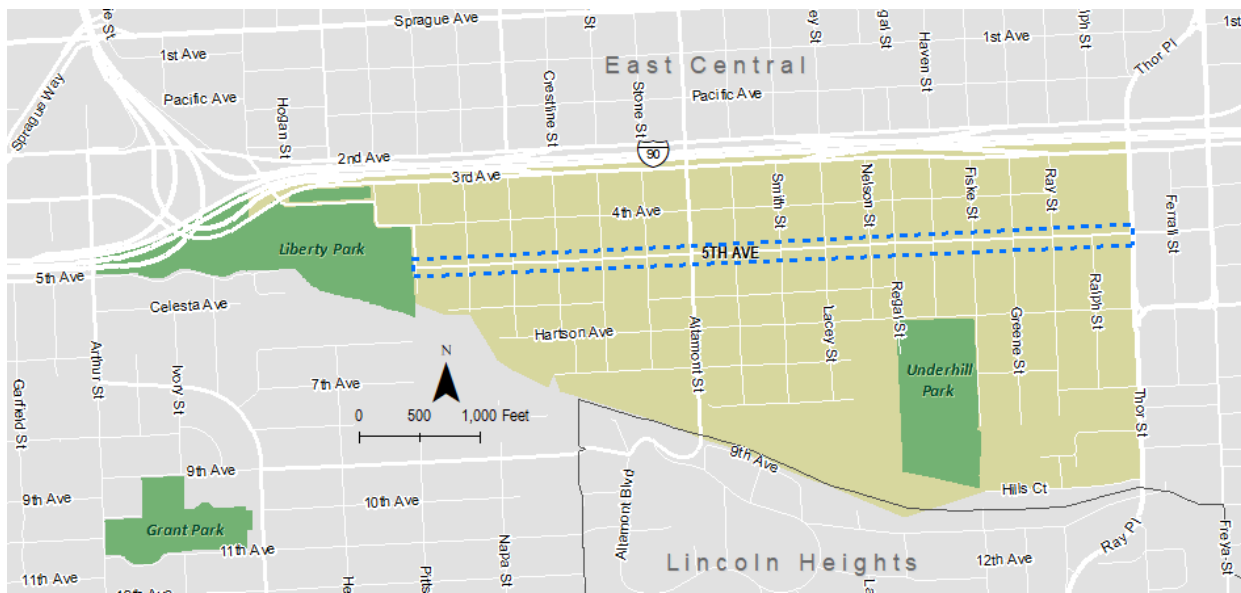 Sprague Ave
1st Ave
1st Ave
1st
Thor Pl
Sprague Way
East Central
Pacific Ave
Pacific Ave
Hogan St
Crestline St
Stone St
Haven St
2nd Ave
90
3rd Ave
Smith St
Nelson St
Fiske St
Ray St
Ferrall St
4th Ave
Liberty Park
5TH AVE
5th Ave
Celesta Ave
Hartson Ave
Altamont St
Lacey St
Regal St
Greene St
Ralph St
Arthur St
Ivory St
Garfield St
7th Ave
N
0 500 1,000 Feet
Underhill
Park
Thor St
9th Ave
9th Ave
9th Ave
Hills Ct
10th Ave
Altamont Blvd
Grant Park
11th Ave
11th Ave
Napa St
Lincoln Heights
12th Ave
Ray Pl
Freya St